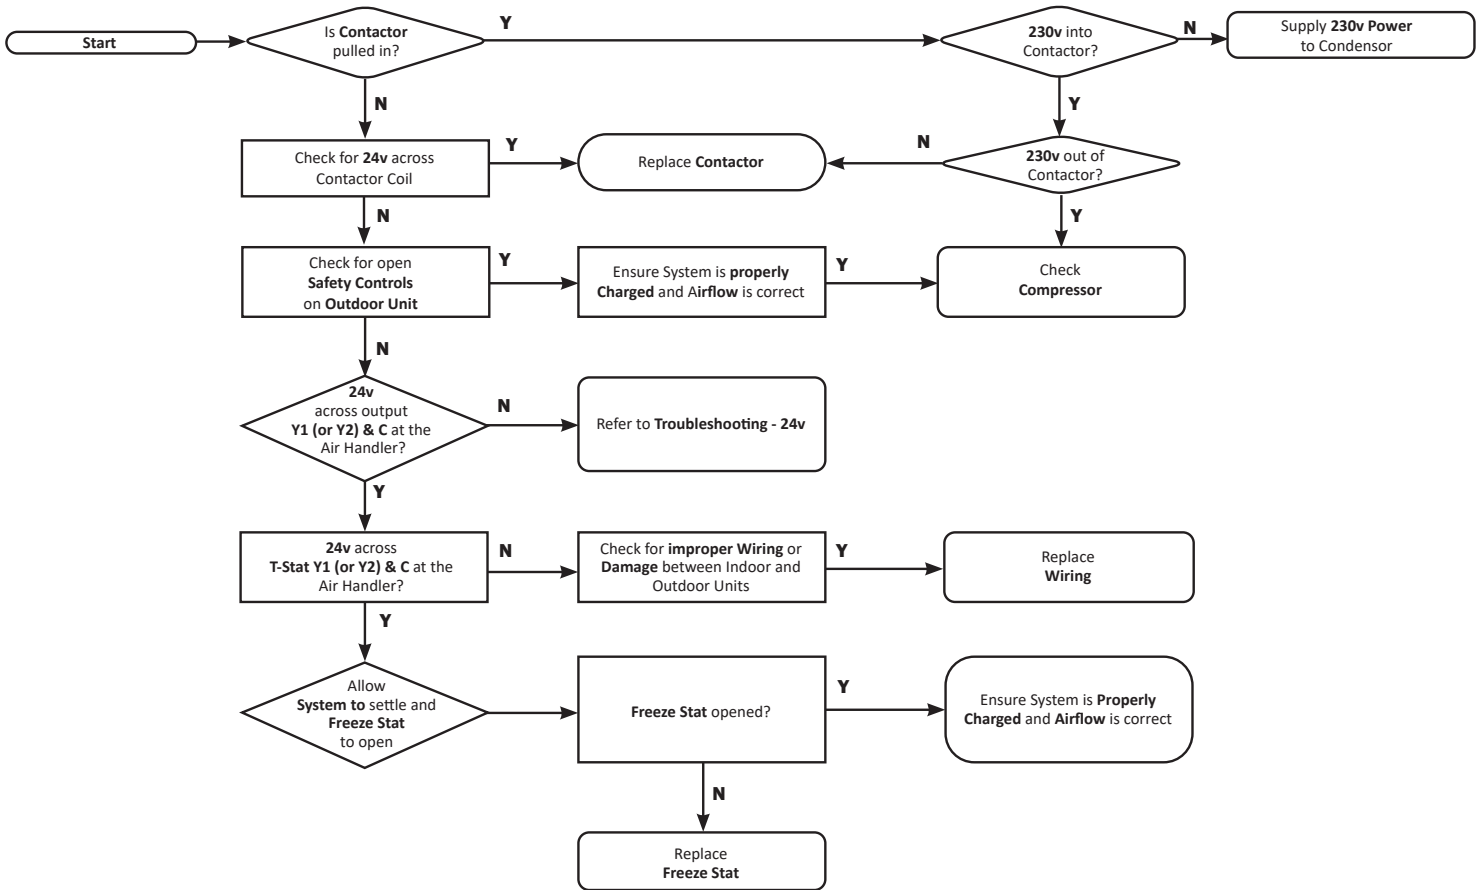 Start
Is Contactor
pulled in?
Y
230v into
Contactor?
N
Supply 230v Power
to Condensor
N
Y
Check for 24v across
Contactor Coil
Y
Replace Contactor
N
230v out of
Contactor?
N
Y
Check for open
Safety Controls
on Outdoor Unit
Y
Ensure System is properly
Charged and Airflow is correct
Y
Check
Compressor
N
24v
across output
Y1 (or Y2) & C at the
Air Handler?
N
Refer to Troubleshooting - 24v
Y
24v across
T-Stat Y1 (or Y2) & C at the
Air Handler?
N
Check for improper Wiring or
Damage between Indoor and
Outdoor Units
Y
Replace
Wiring
Y
Allow
System to settle and
Freeze Stat
to open
Freeze Stat opened?
Y
Ensure System is Properly
Charged and Airflow is correct
N
Replace
Freeze Stat